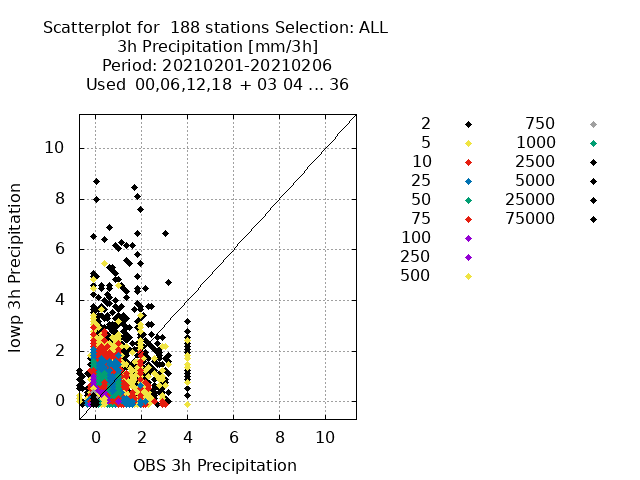 Scatterplot for 188 stations Selection: ALL
3h Precipitation [mm/3h]
Period: 20210201-20210206
Used 00,06,12,18 + 03 04 ... 36
2 750
5 1000
10 2500
25 5000
50 25000
75 75000
100
250
500
10
8
6
4
2
0
Iowp 3h Precipitation
0 2 4 6 8 10
OBS 3h Precipitation